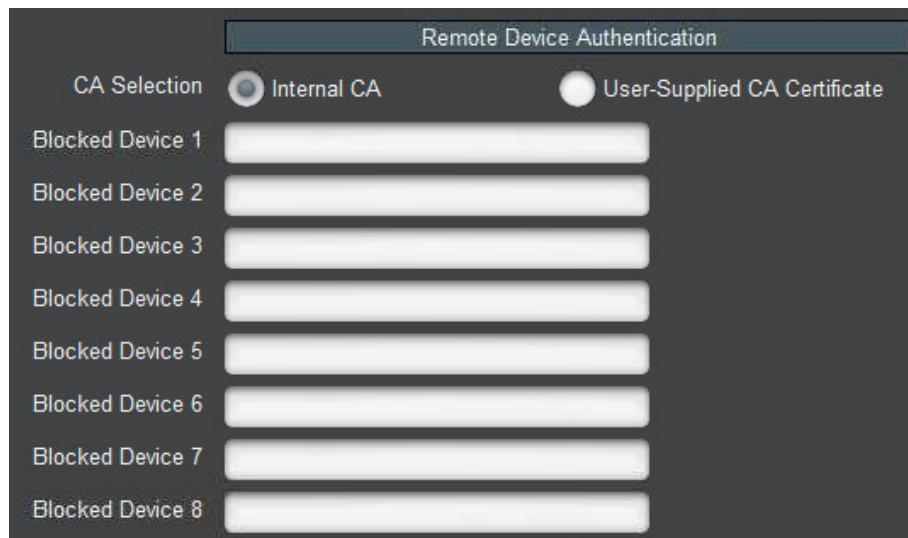 Remote Device Authentication
CA Selection Internal CA User-Supplied CA Certificate
Blocked Device 1
Blocked Device 2
Blocked Device 3
Blocked Device 4
Blocked Device 5
Blocked Device 6
Blocked Device 7
Blocked Device 8